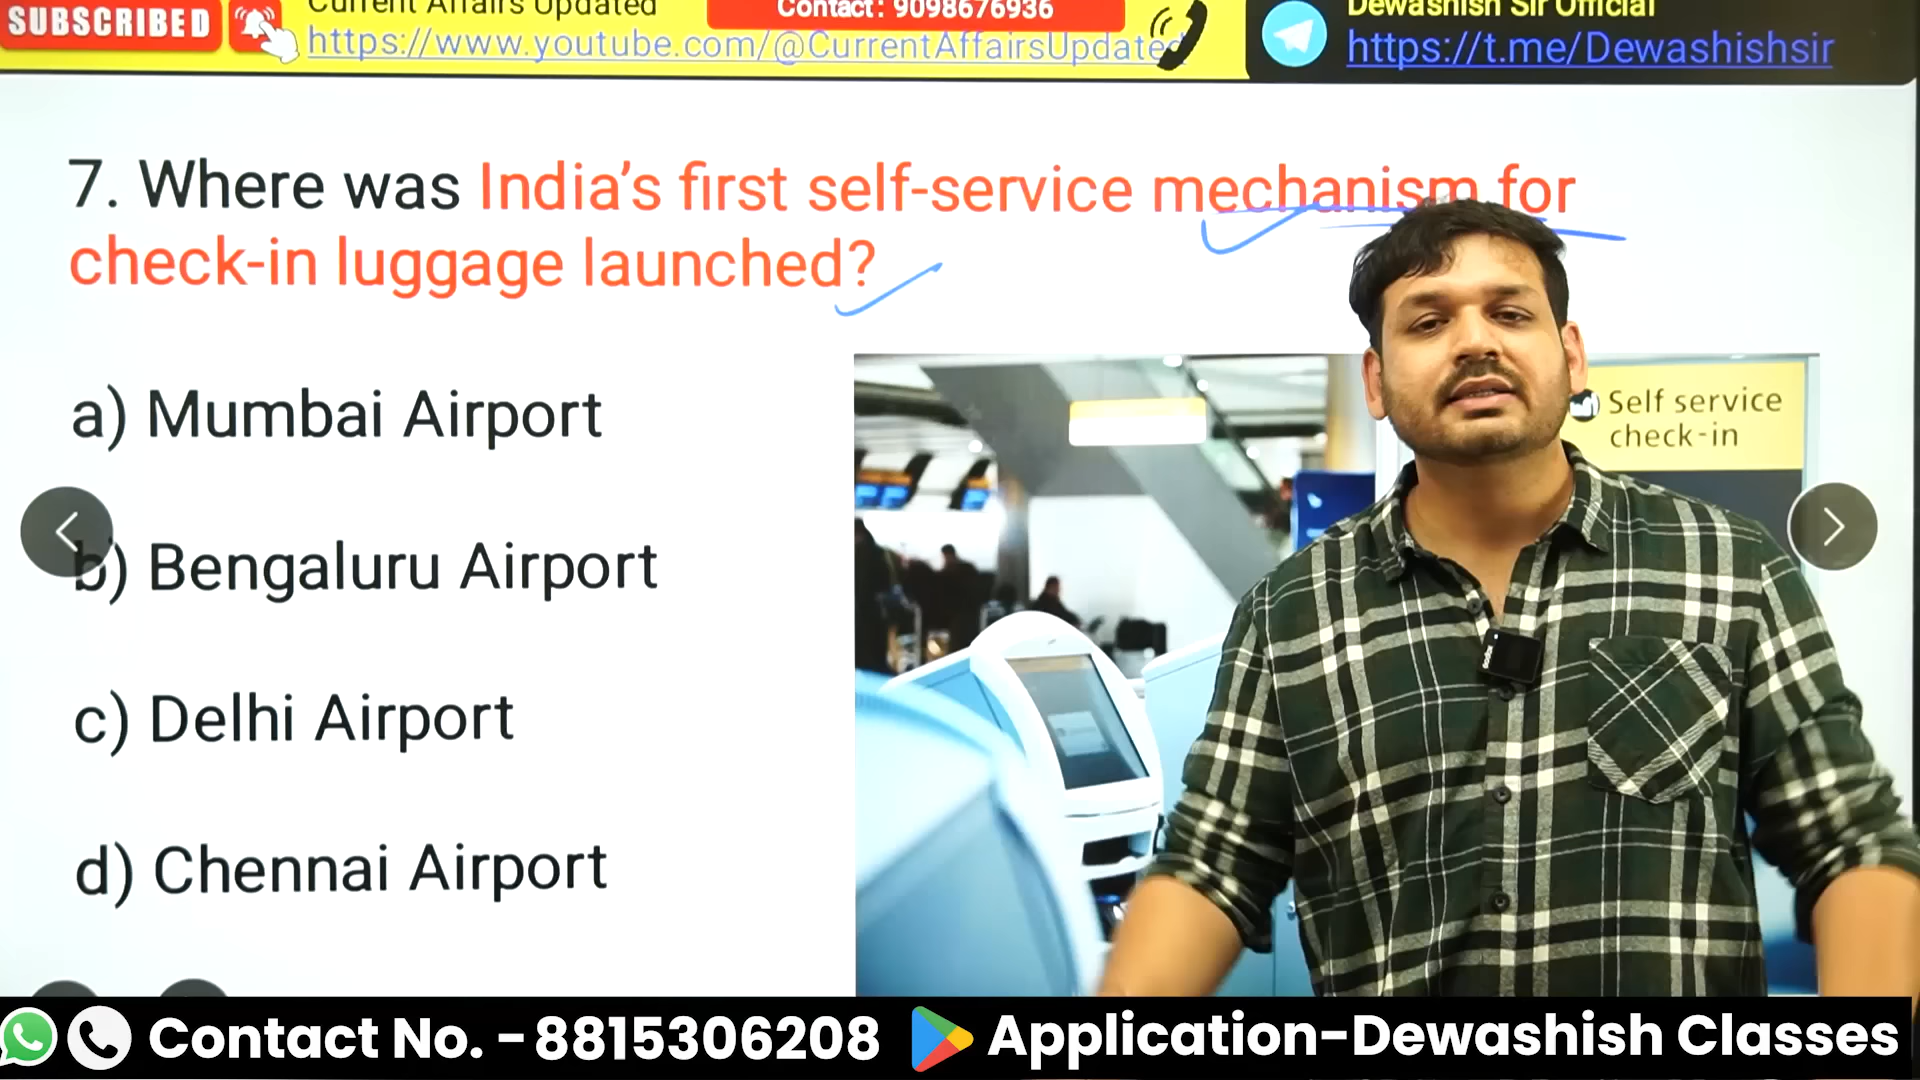 SUBSCRIBED
Current Affairs Updated
https://www.youtube.com/@CurrentAffairsUpdated
Contact: 9098676936
Dewashish Sir Official
https://t.me/Dewashishsir
7. Where was India’s first self-service mechanism for
check-in luggage launched?
a) Mumbai Airport
b) Bengaluru Airport
c) Delhi Airport
d) Chennai Airport
Self service
check-in
Contact No. - 8815306208
Application-Dewashish Classes